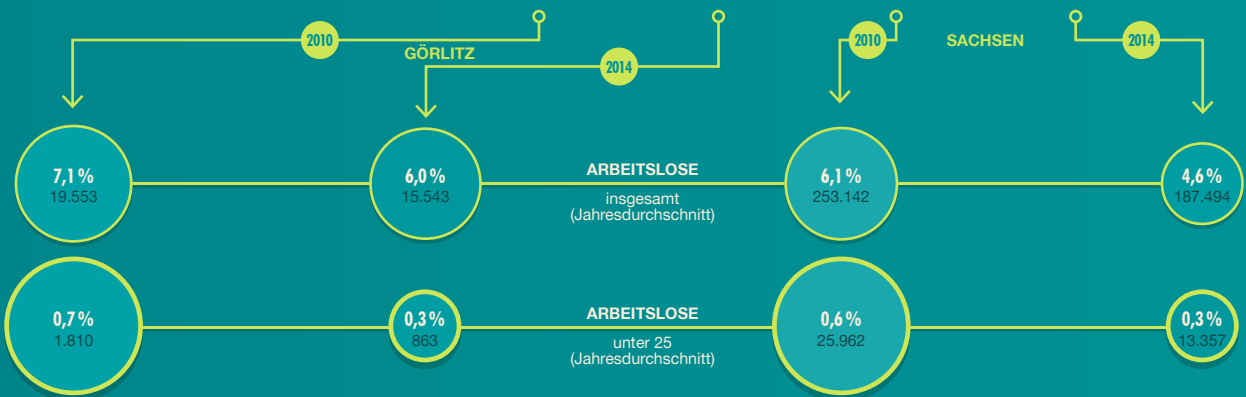 2010
GÖRLITZ
2014
2010
SACHSEN
2014
7,1 %
19.553
6,0 %
15.543
ARBEITSLOSE
insgesamt
(Jahresdurchschnitt)
6,1 %
253.142
4,6 %
187.494
0,7 %
1.810
0,3 %
863
ARBEITSLOSE
unter 25
(Jahresdurchschnitt)
0,6 %
25.962
0,3 %
13.357